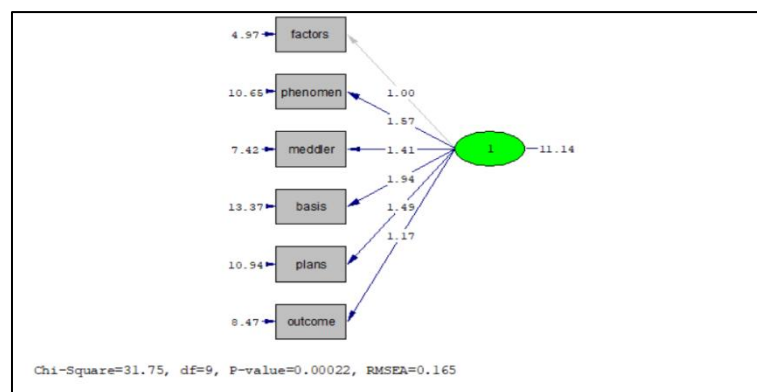 4.97 factors
1.00
10.65 phenomen
1.57
7.42 meddler 1.41 1 11.14
1.94
13.37 basis
1.49
10.94 plans
1.17
8.47 outcome
Chi-Square=31.75, df=9, P-value=0.00022, RMSEA=0.165